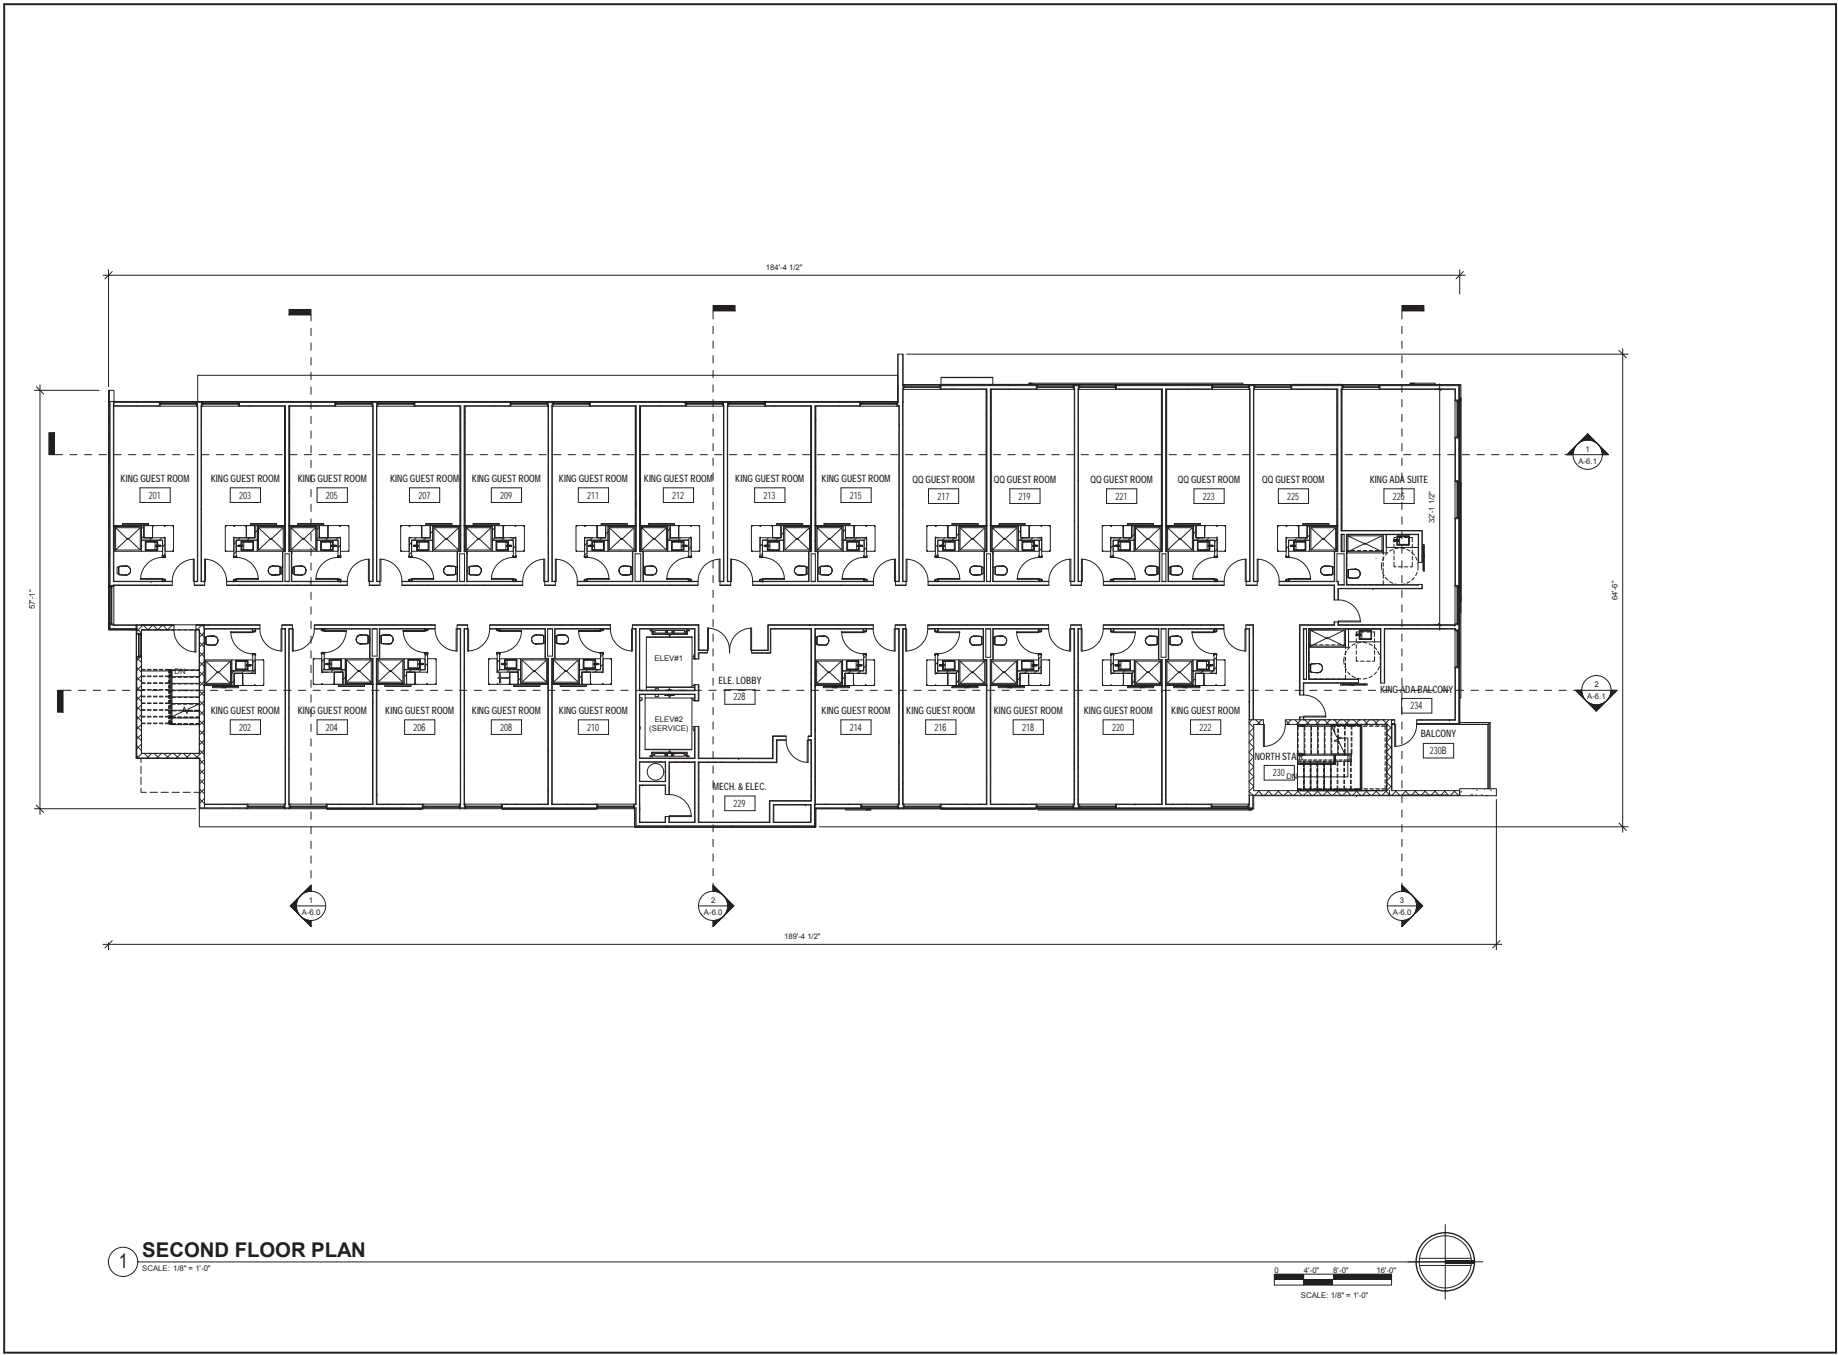 184'-4 1/2"
1
A-6.1
KING GUEST ROOM
201
KING GUEST ROOM
203
KING GUEST ROOM
205
KING GUEST ROOM
207
KING GUEST ROOM
209
KING GUEST ROOM
211
KING GUEST ROOM
212
KING GUEST ROOM
213
KING GUEST ROOM
215
QQ GUEST ROOM
217
QQ GUEST ROOM
219
QQ GUEST ROOM
221
QQ GUEST ROOM
223
QQ GUEST ROOM
225
KING ADA SUITE
32'-1 1/2"
57'-1"
64'-6"
DN
ELEV#1
ELEV#2
(SERVICE)
ELE. LOBBY
228
KING GUEST ROOM
202
KING GUEST ROOM
204
KING GUEST ROOM
206
KING GUEST ROOM
208
KING GUEST ROOM
210
KING GUEST ROOM
214
KING GUEST ROOM
216
KING GUEST ROOM
218
KING GUEST ROOM
220
KING GUEST ROOM
222
KING ADA BALCONY
234
2
A-6.1
BALCONY
230B
NORTH STAIR
230
DN
MECH. & ELEC.
229
1
A-6.0
2
A-6.0
3
A-6.0
189'-4 1/2"
1
SECOND FLOOR PLAN
SCALE: 1/8" = 1'-0"
0 4'-0" 8'-0" 16'-0"
SCALE: 1/8" = 1'-0"